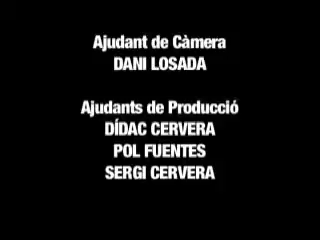 Ajudant de Càmera
DANI LOSADA
Ajudants de Producció
DÍDAC CERVERA
POL FUENTES
SERGI CERVERA